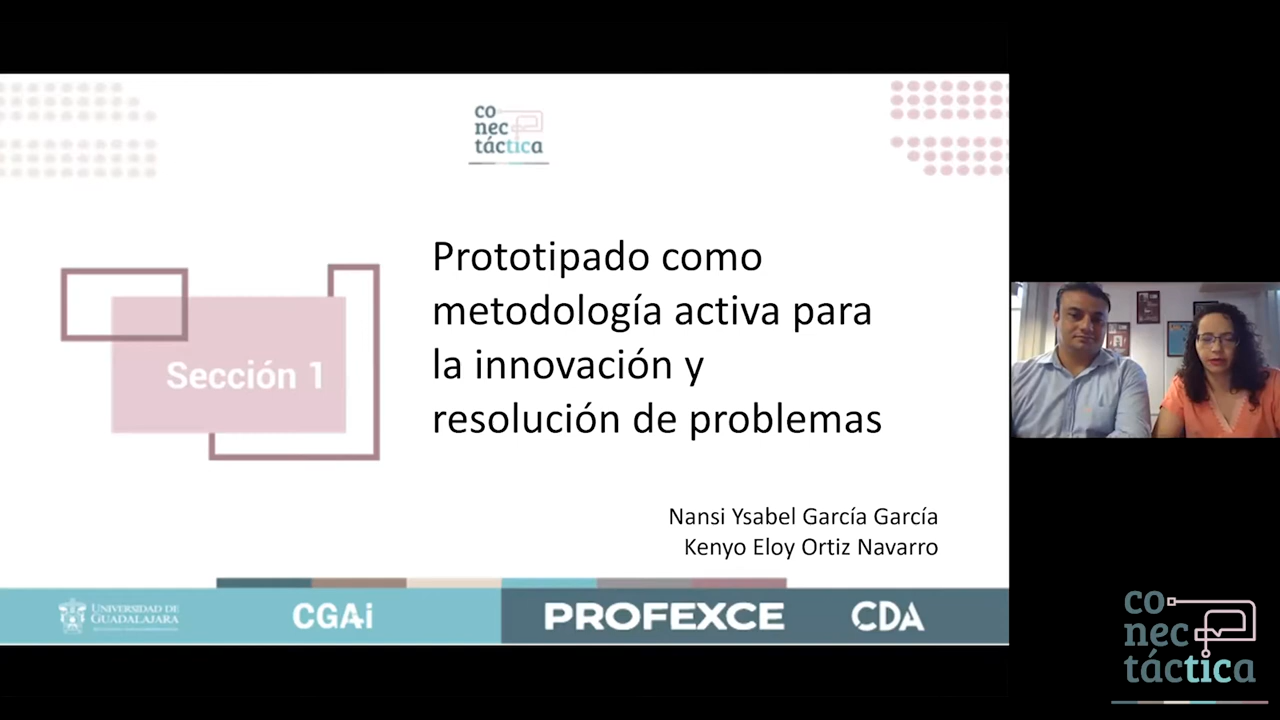 co
nec
táctica
Prototipado como
metodología activa para
la innovación y
resolución de problemas
Sección 1
Nansi Ysabel García García
Kenyo Eloy Ortiz Navarro
UNIVERSIDAD DE
GUADALAJARA
CGAi
PROFEXCE
CDA
co
nec
táctica